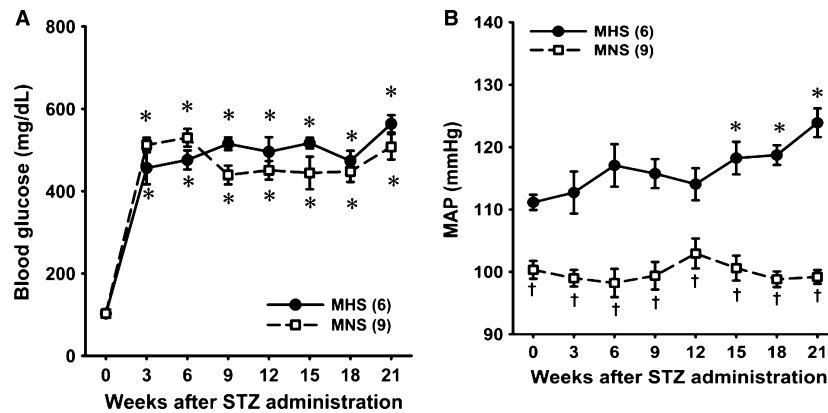 A
Blood glucose (mg/dL)
800
600
400
200
0
* * * * * * *
* * * * * * *
MHS (6)
MNS (9)
0 3 6 9 12 15 18 21
Weeks after STZ administration
B
MAP (mmHg)
140
130
120
110
100
90
MHS (6)
MNS (9)
* * *
† † † † † † † †
0 3 6 9 12 15 18 21
Weeks after STZ administration